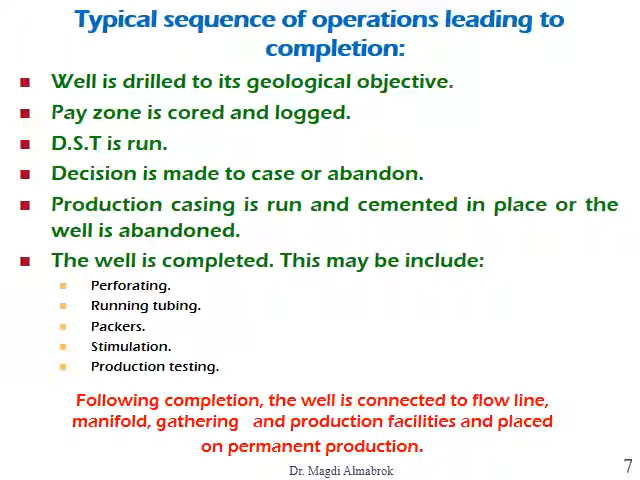 Typical sequence of operations leading to
completion:
Well is drilled to its geological objective.
Pay zone is cored and logged.
D.S.T is run.
Decision is made to case or abandon.
Production casing is run and cemented in place or the
well is abandoned.
The well is completed. This may be include:
Perforating.
Running tubing.
Packers.
Stimulation.
Production testing.
Following completion, the well is connected to flow line,
manifold, gathering and production facilities and placed
on permanent production.
Dr. Magdi Almabrok
7